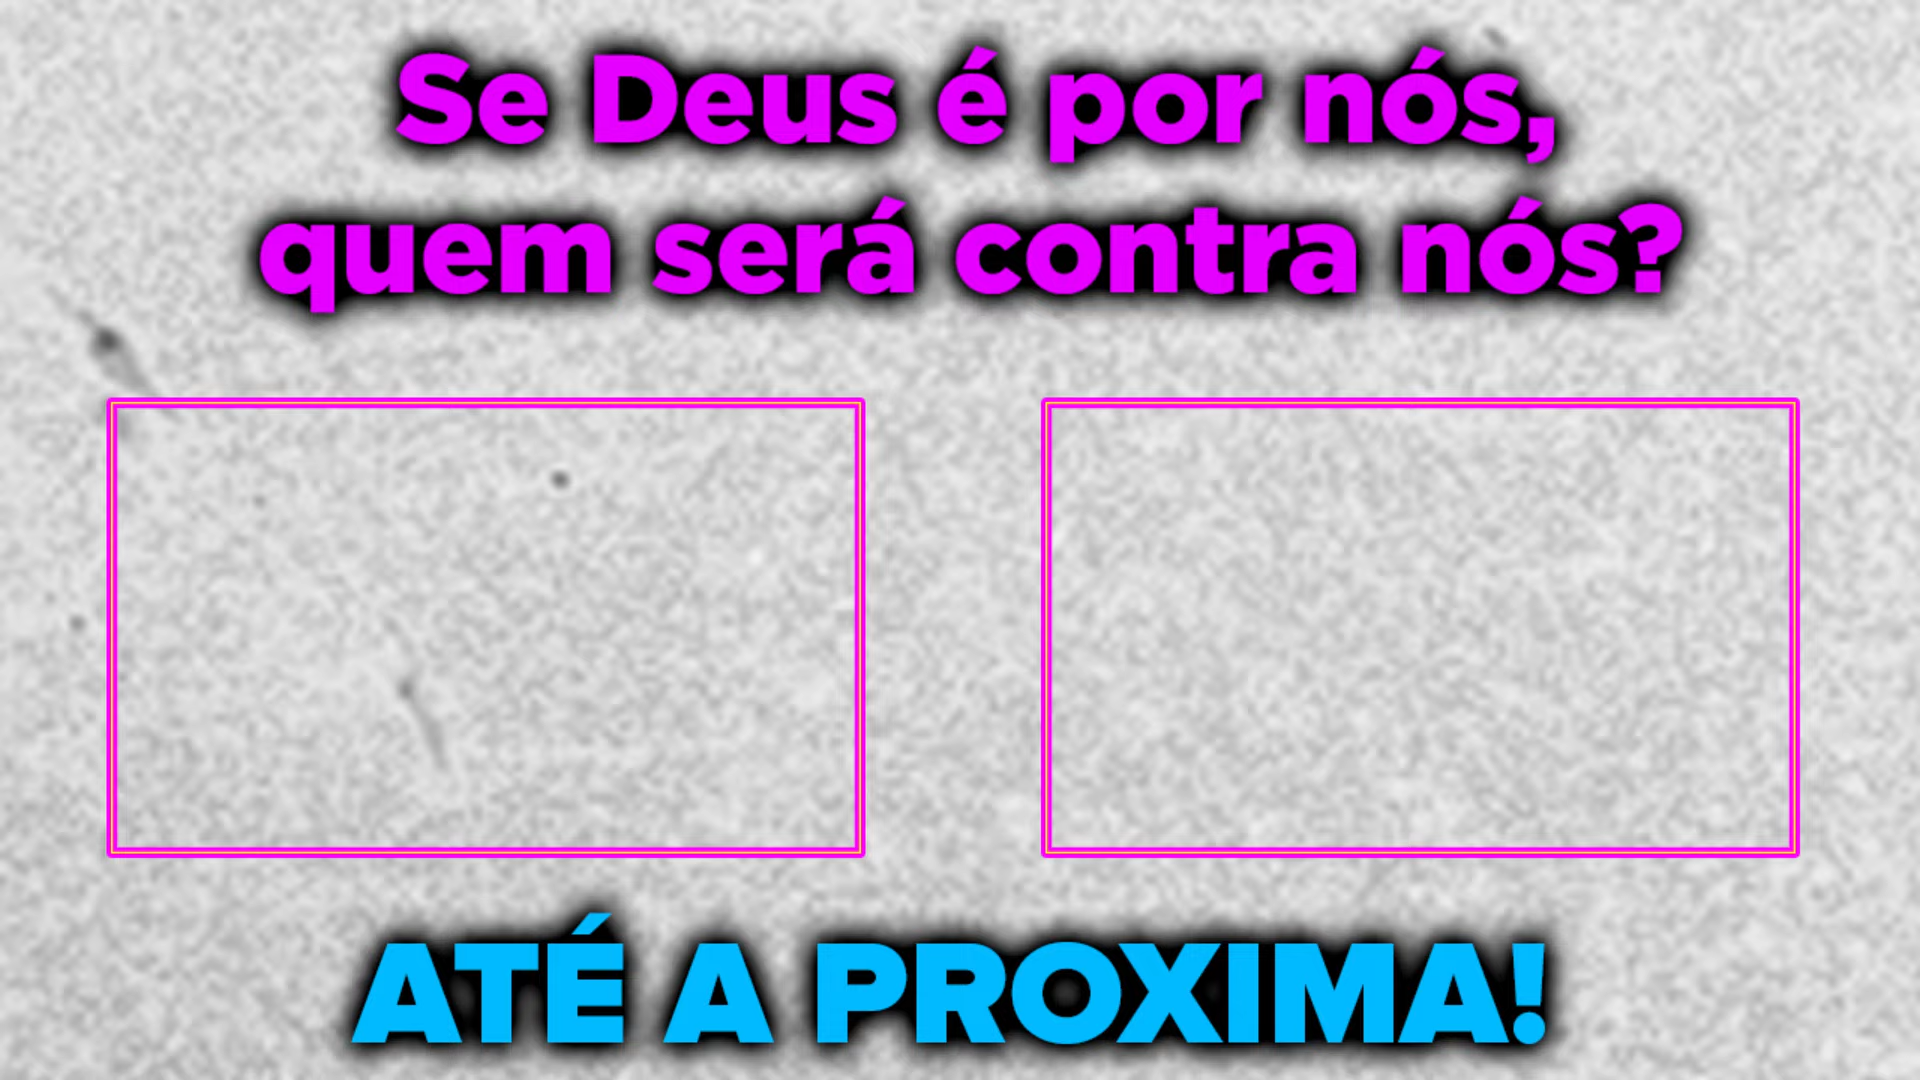 Se Deus é por nós,
quem será contra nós?
ATÉ A PROXIMA!